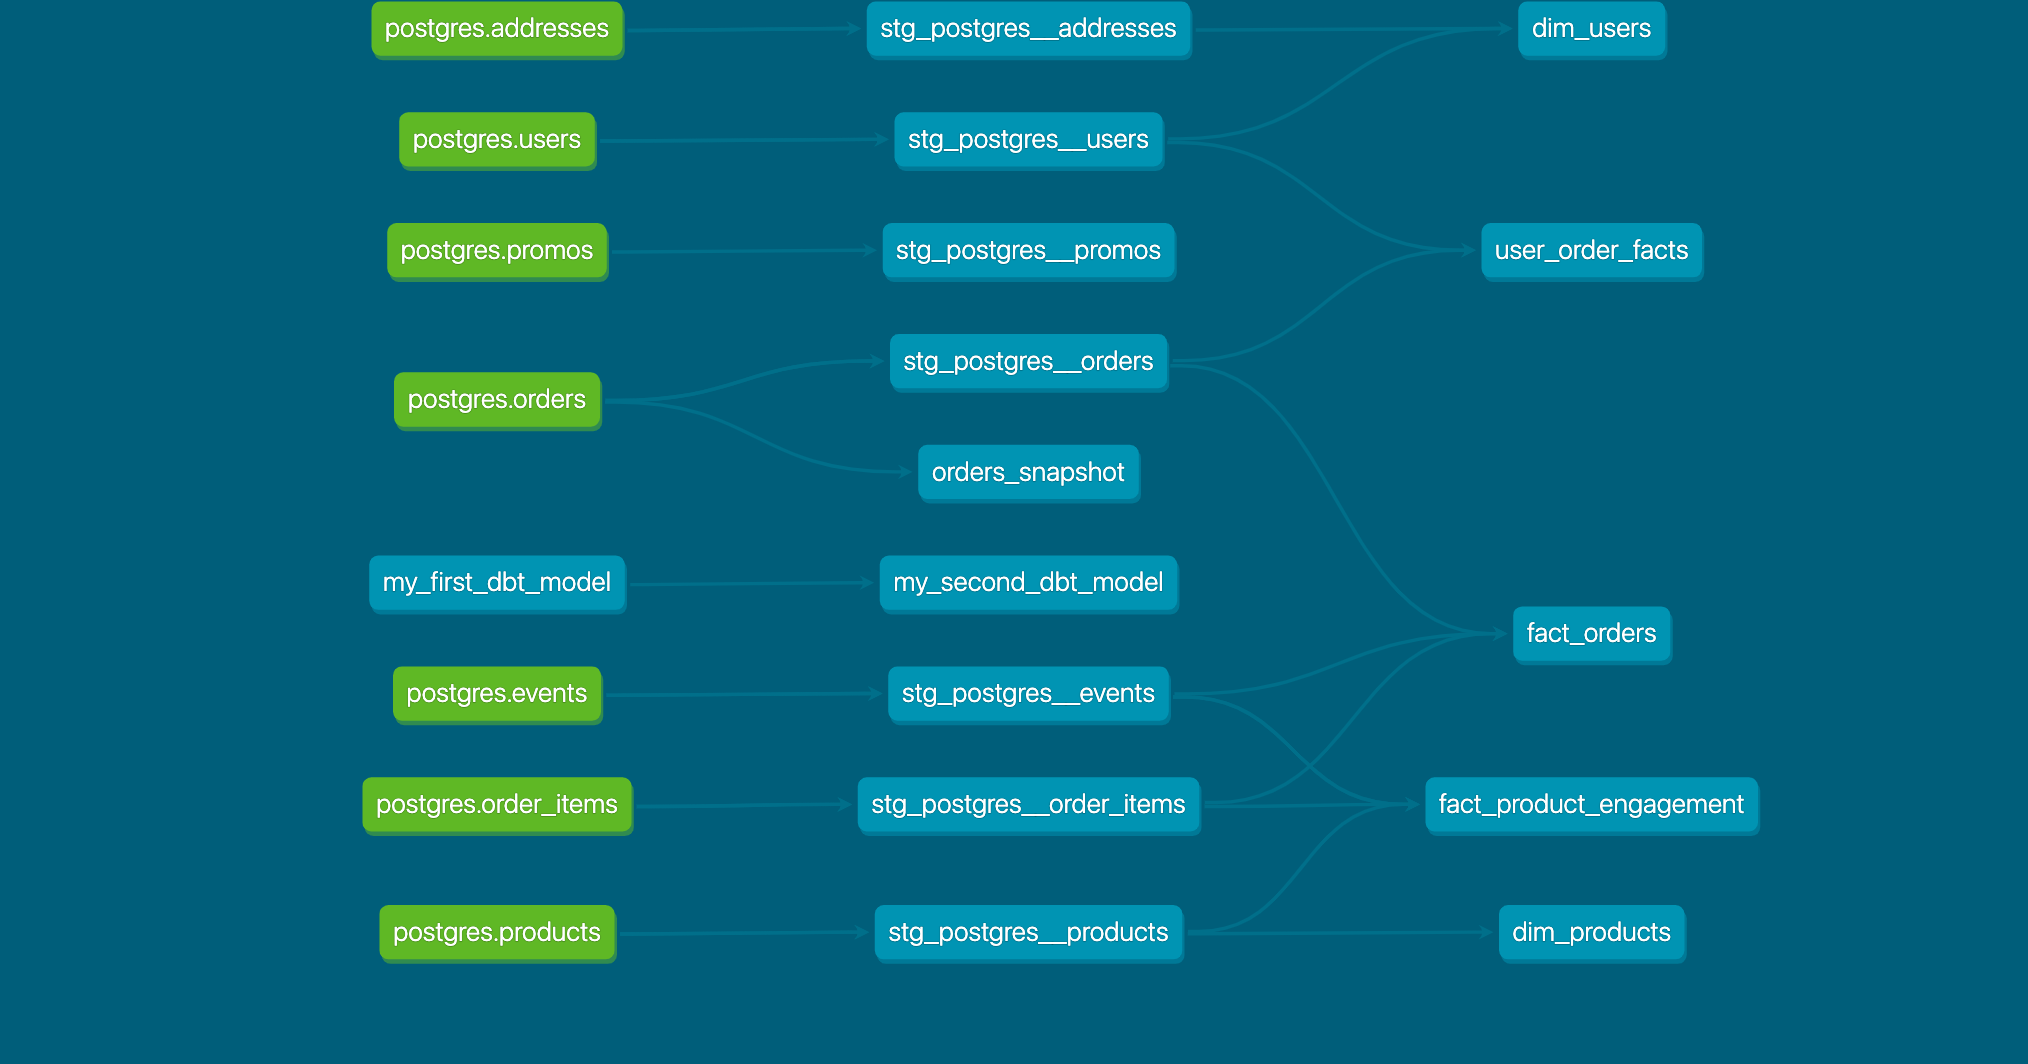 postgres.addresses
stg_postgres__addresses
dim_users
postgres.users
stg_postgres__users
postgres.promos
stg_postgres__promos
user_order_facts
stg_postgres__orders
postgres.orders
orders_snapshot
my_first_dbt_model
my_second_dbt_model
fact_orders
postgres.events
stg_postgres__events
postgres.order_items
stg_postgres__order_items
fact_product_engagement
postgres.products
stg_postgres__products
dim_products